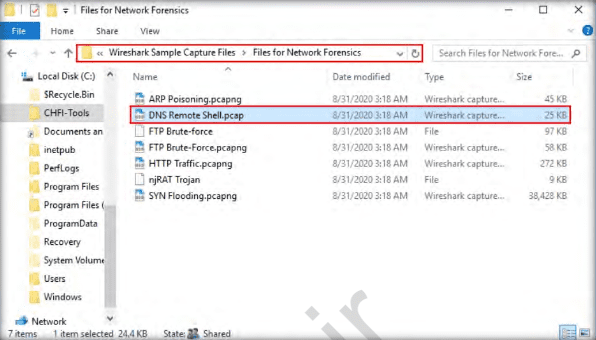 Files for Network Forensics
File Home Share View
« Wireshark Sample Capture Files > Files for Network Forensics
Search Files for Network Fore...
Local Disk (C:)
$Recycle.Bin
CHFI-Tools
Documents an
inetpub
PerfLogs
Program Files
Program Files (
ProgramData
Recovery
System Volume
Users
Windows
Network
Name Date modified Type Size
ARP Poisoning.pcapng 8/31/2020 3:18 AM Wireshark capture... 45 KB
DNS Remote Shell.pcap 8/31/2020 3:18 AM Wireshark capture... 25 KB
FTP Brute-force 8/31/2020 3:18 AM File 97 KB
FTP Brute-Force.pcapng 8/31/2020 3:18 AM Wireshark capture... 58 KB
HTTP Traffic.pcapng 8/31/2020 3:18 AM Wireshark capture... 272 KB
njRAT Trojan 8/31/2020 3:18 AM File 9 KB
SYN Flooding.pcapng 8/31/2020 3:18 AM Wireshark capture... 38,428 KB
7 items 1 item selected 24.4 KB State: Shared
.ir